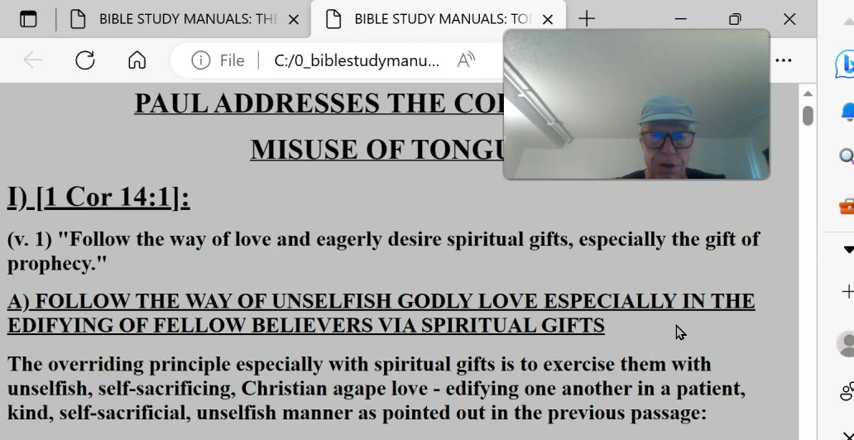 BIBLE STUDY MANUALS: THE
BIBLE STUDY MANUALS: TO
File
C:/0_biblestudymanu...
PAUL ADDRESSES THE
MISUSE OF
I) [1 Cor 14:1]:
(v. 1) "Follow the way of love and eagerly desire spiritual gifts, especially the gift of
prophecy."
A) FOLLOW THE WAY OF UNSELFISH GODLY LOVE ESPECIALLY IN THE
EDIFYING OF FELLOW BELIEVERS VIA SPIRITUAL GIFTS
The overriding principle especially with spiritual gifts is to exercise them with
unselfish, self-sacrificing, Christian agape love - edifying one another in a patient,
kind, self-sacrificial, unselfish manner as pointed out in the previous passage: